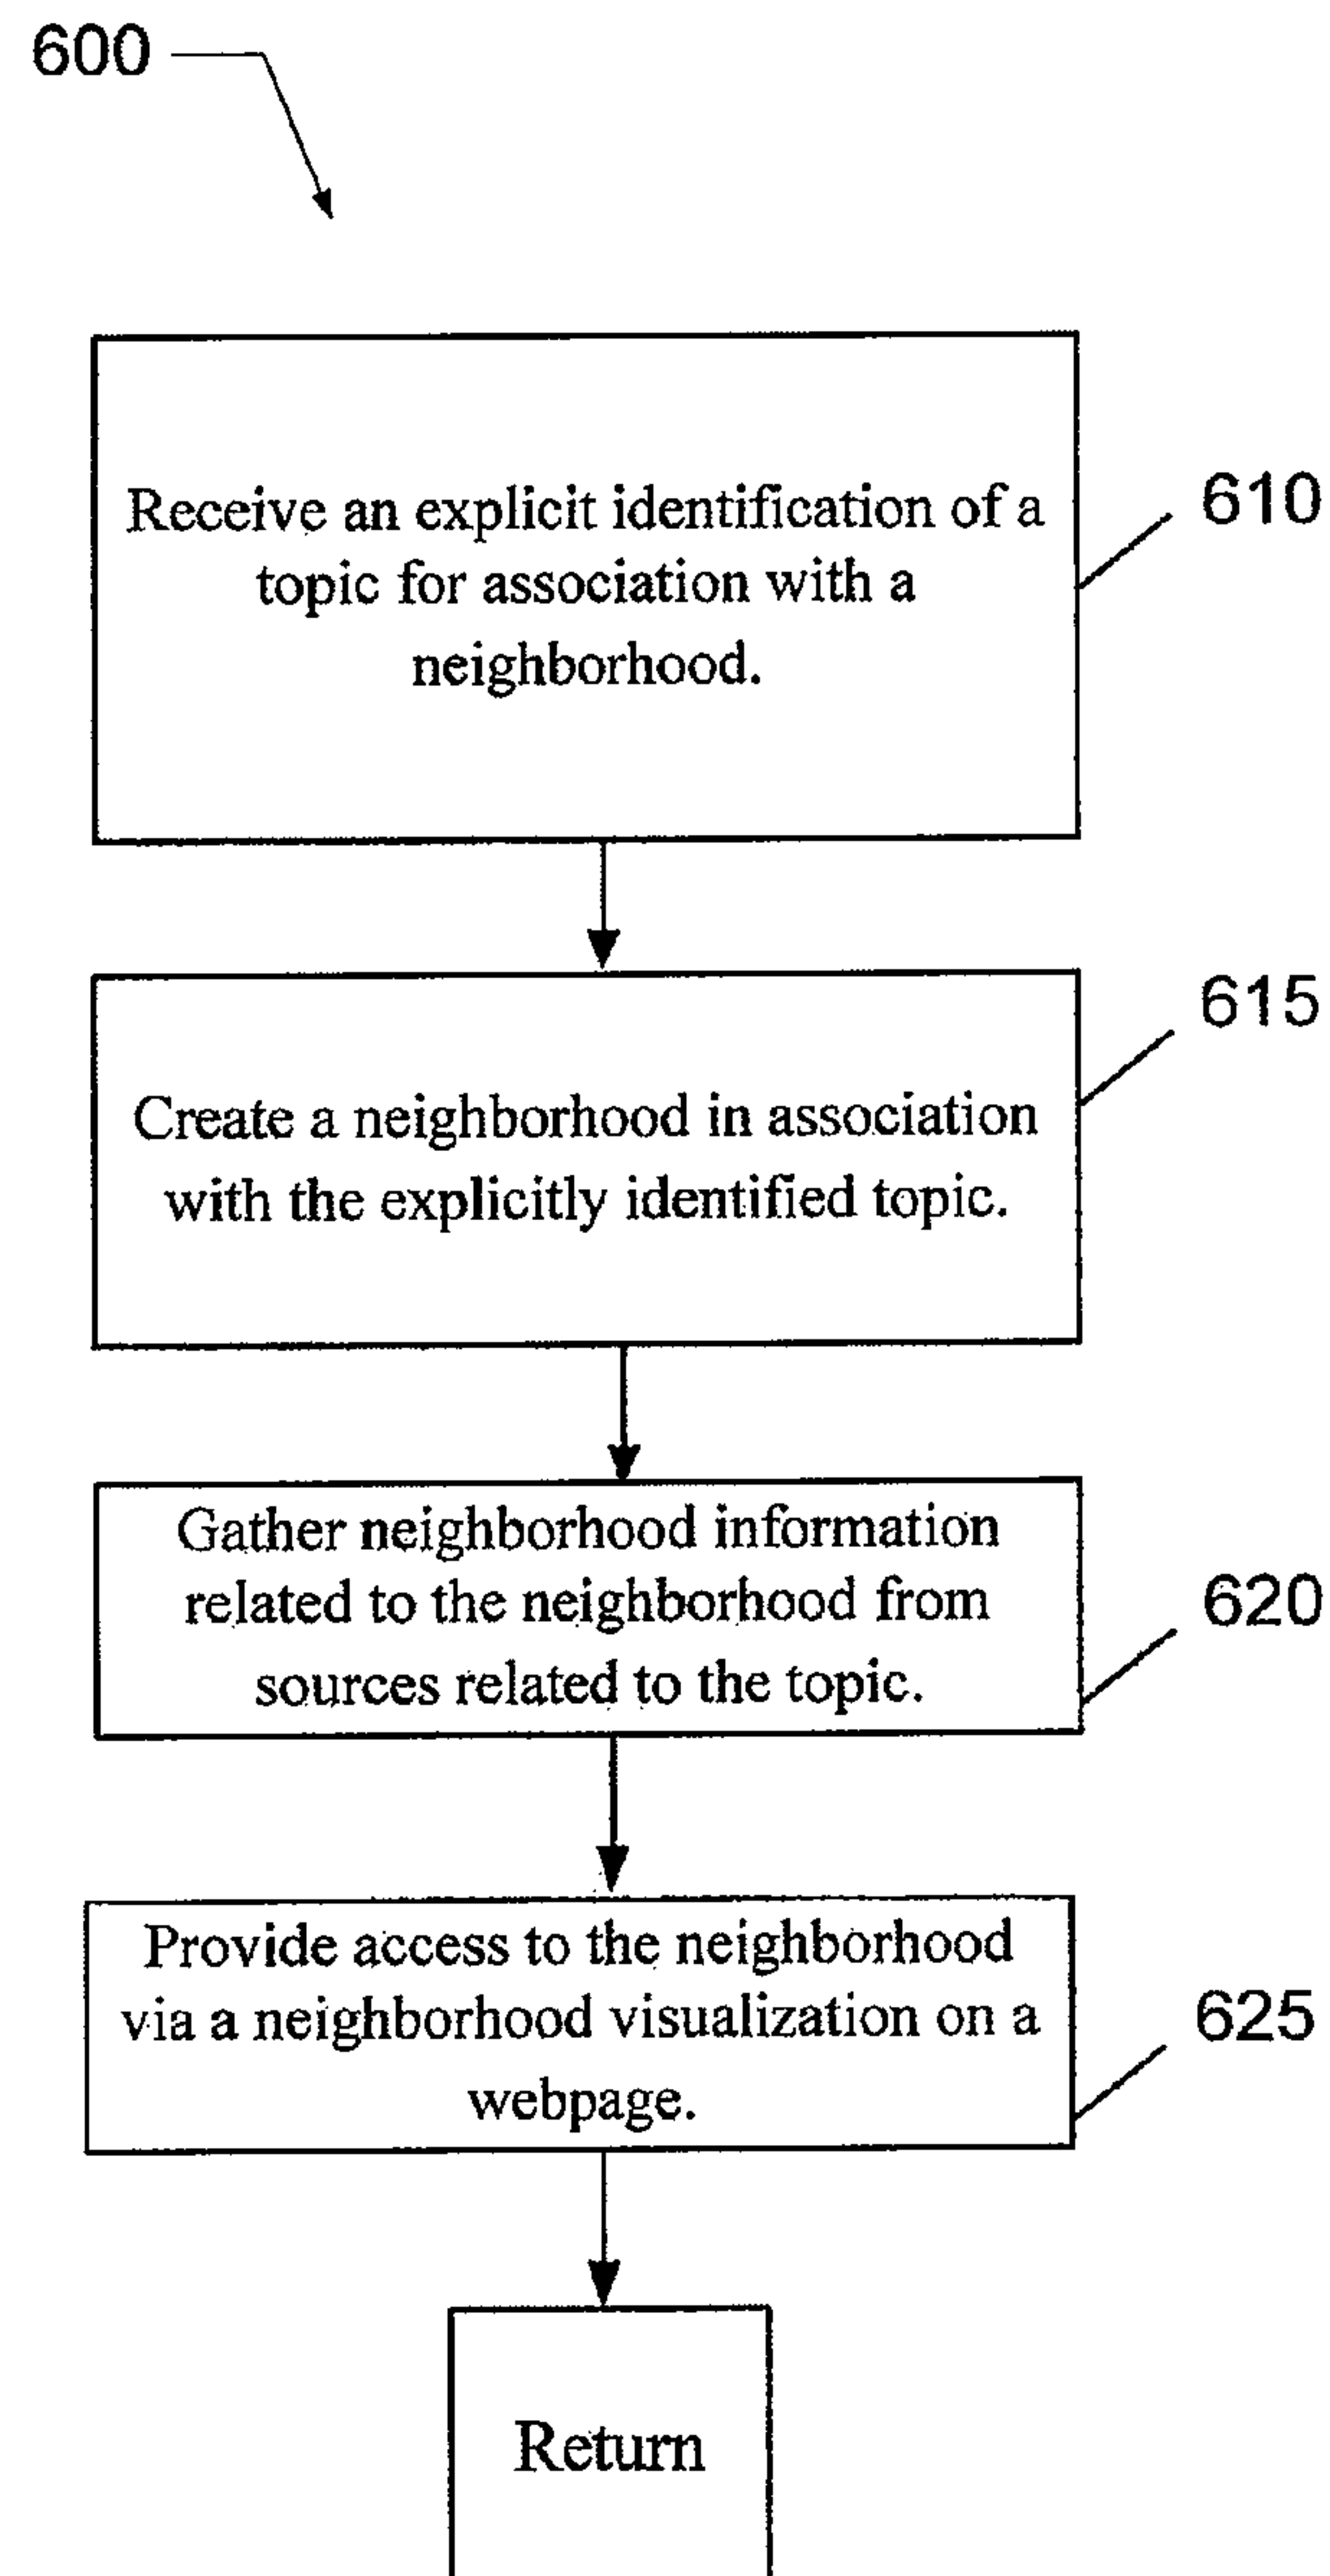 600
Receive an explicit identification of a
topic for association with a
neighborhood.
610
Create a neighborhood in association
with the explicitly identified topic.
615
Gather neighborhood information
related to the neighborhood from
sources related to the topic.
620
Provide access to the neighborhood
via a neighborhood visualization on a
webpage.
625
Return